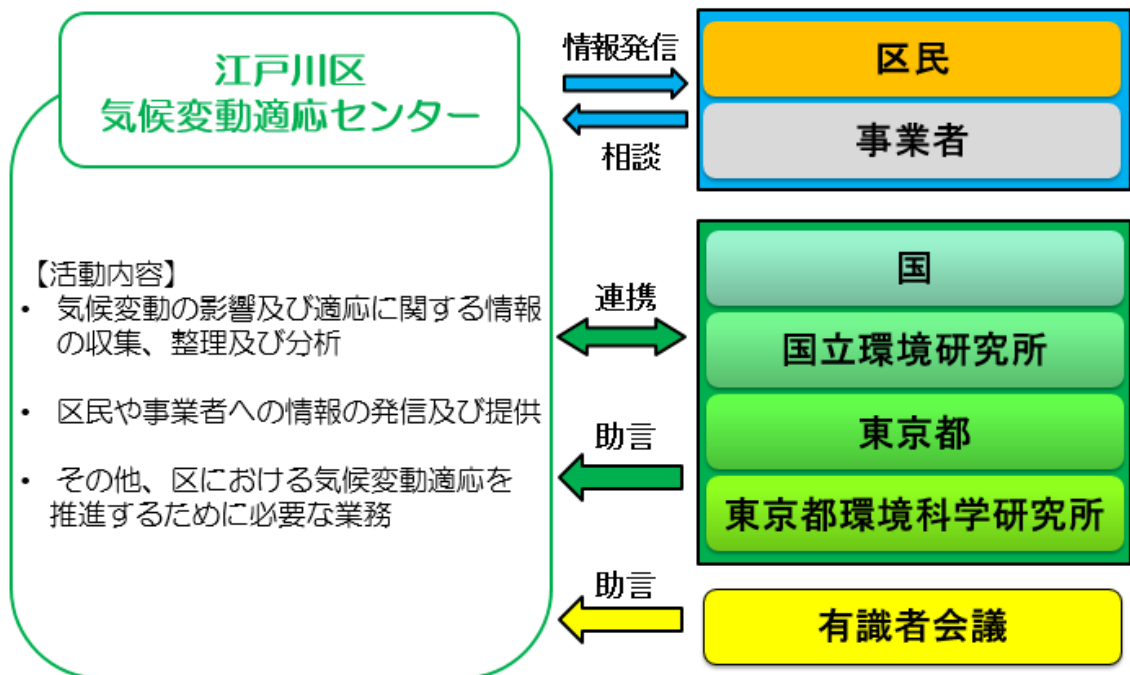 江戸川区
気候変動適応センター
【活動内容】
• 気候変動の影響及び適応に関する情報
の収集、整理及び分析
• 区民や事業者への情報の発信及び提供
• その他、区における気候変動適応を
推進するために必要な業務
情報発信
相談
区民
事業者
連携
助言
国
国立環境研究所
東京都
東京都環境科学研究所
助言
有識者会議